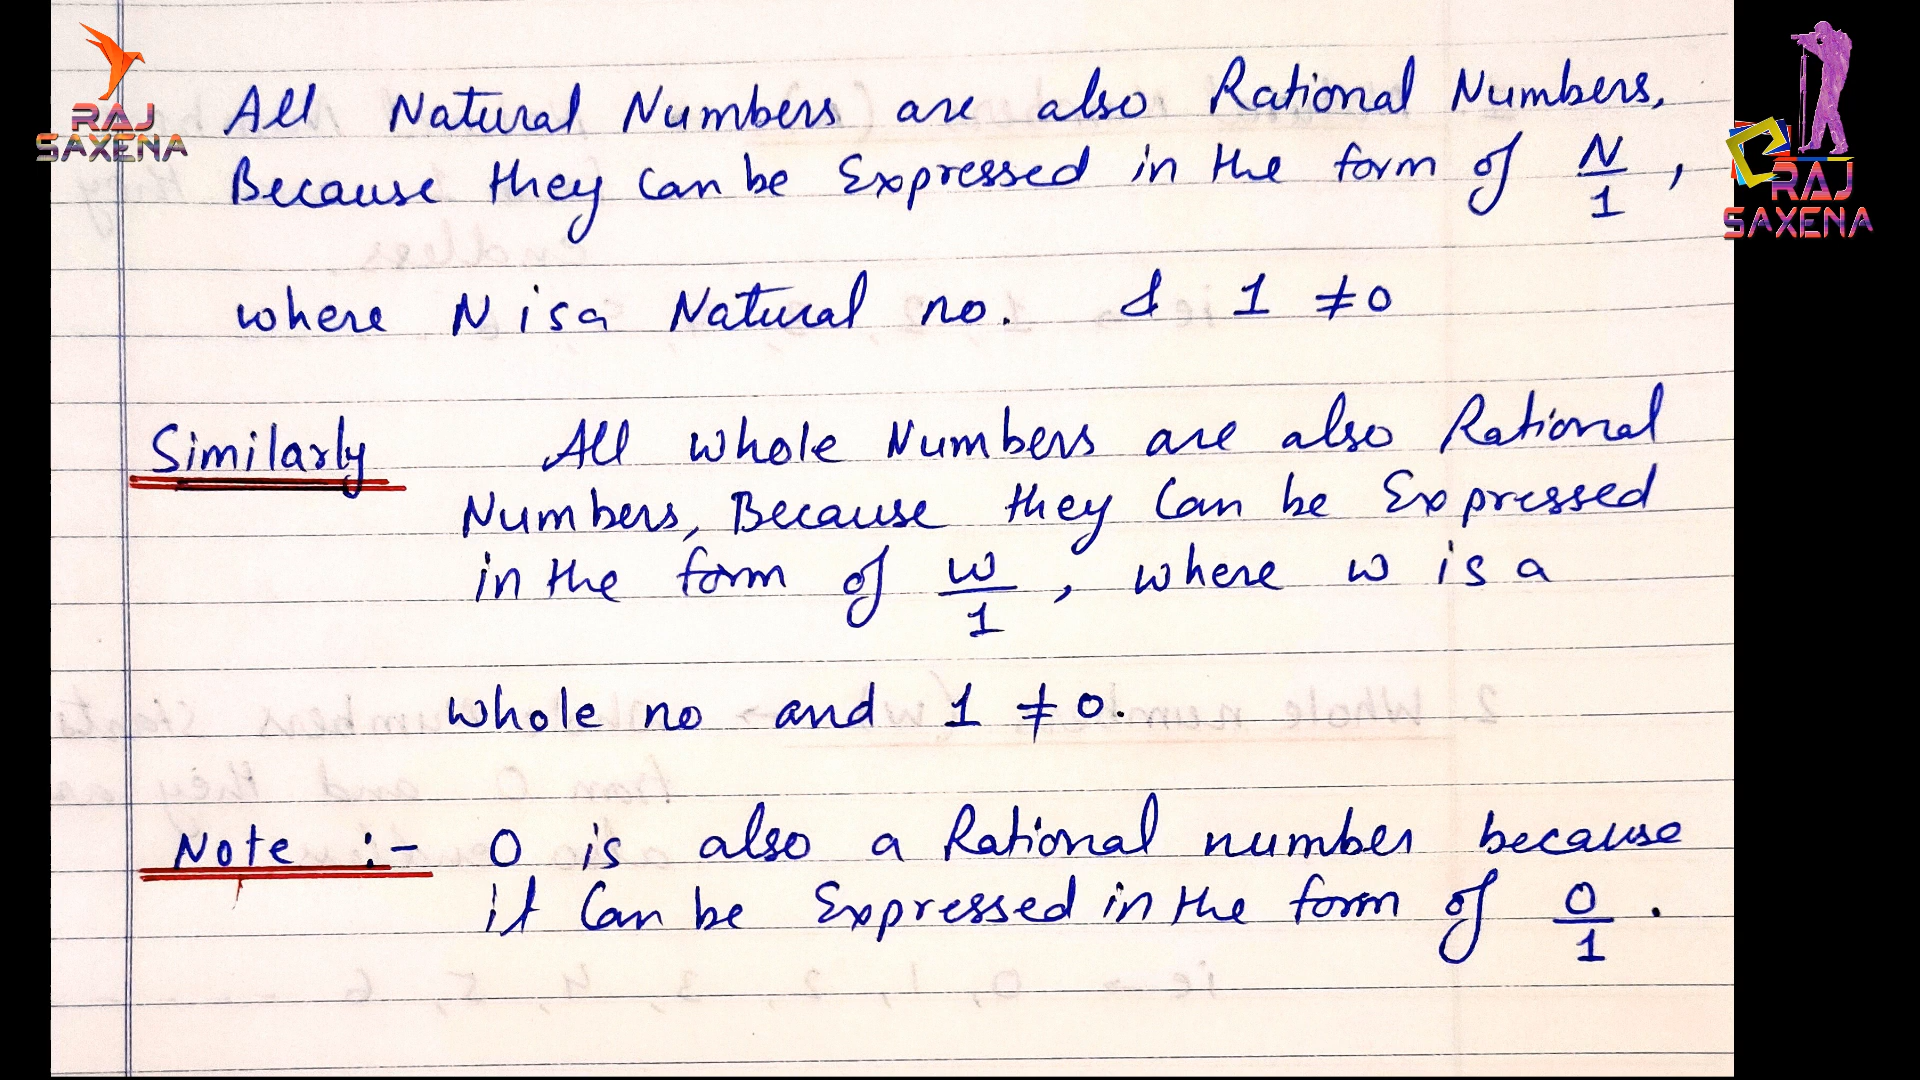 RAJ
SAXENA
RAJ
SAXENA
All Natural Numbers are also Rational Numbers,
Because they can be Expressed in the form of N/1,
where N is a Natural no. & 1 ≠ 0
Similarly All whole Numbers are also Rational
Numbers, Because they Can be Expressed
in the form of w/1, where w is a
whole no and 1 ≠ 0.
Note :- 0 is also a Rational number because
it Can be Expressed in the form of 0/1.